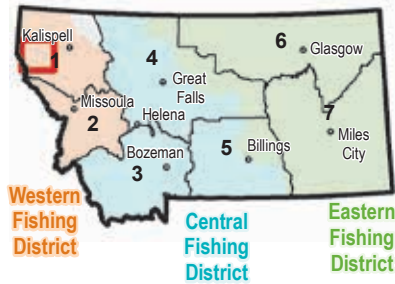 Kalispell
1
4
6
Glasgow
Great
Falls
Missoula
2
Helena
7
Miles
City
Bozeman
3
5
Billings
Western
Fishing
District
Central
Fishing
District
Eastern
Fishing
District